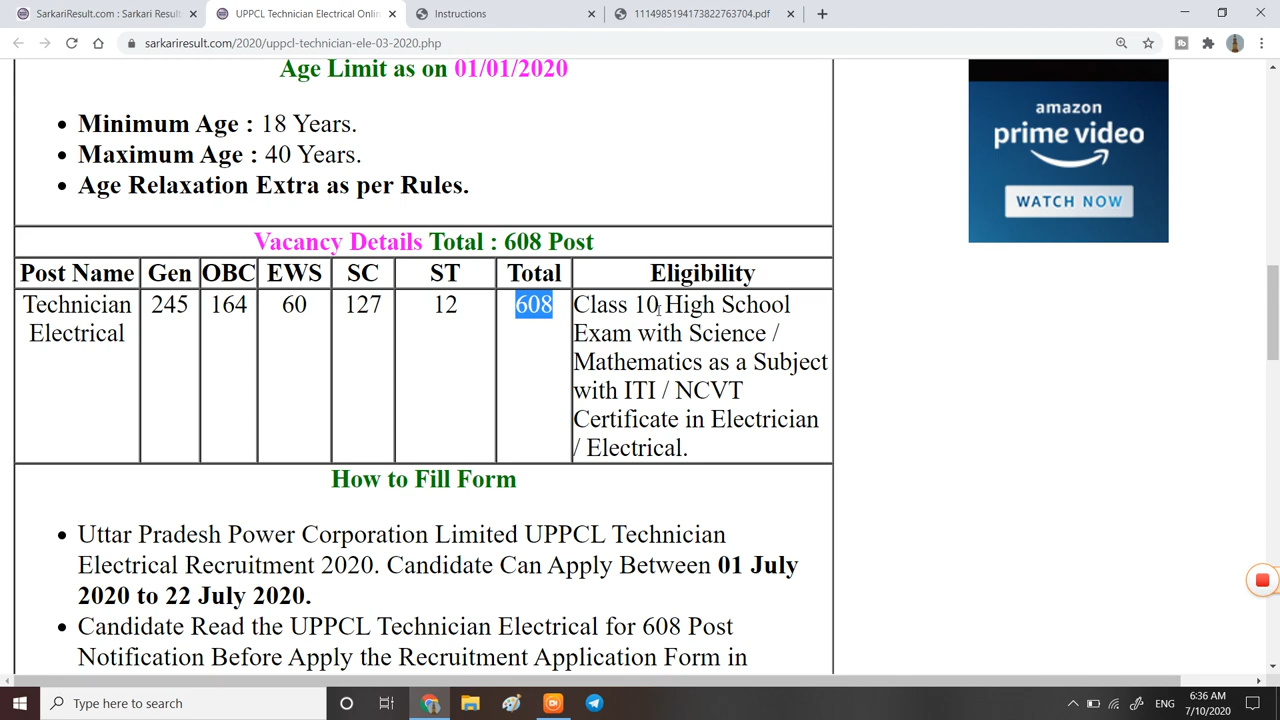 Sarkari Result.com : Sarkari Result
UPPCL Technician Electrical Onlin
Instructions
111498519417382276​3704.pdf
sarkariresult.com/2020/uppcl-technician-ele-03-2020.php
Age Limit as on 01/01/2020
Minimum Age : 18 Years.
Maximum Age : 40 Years.
Age Relaxation Extra as per Rules.
amazon
prime video
WATCH NOW
Vacancy Details Total : 608 Post
Post Name Gen OBC EWS SC ST Total Eligibility
Technician 245 164 60 127 12 608 Class 10 High School
Electrical Exam with Science /
Mathematics as a Subject
with ITI / NCVT
Certificate in Electrician
/ Electrical.
How to Fill Form
Uttar Pradesh Power Corporation Limited UPPCL Technician
Electrical Recruitment 2020. Candidate Can Apply Between 01 July
2020 to 22 July 2020.
Candidate Read the UPPCL Technician Electrical for 608 Post
Notification Before Apply the Recruitment Application Form in
Type here to search
ENG
6:36 AM
7/10/2020